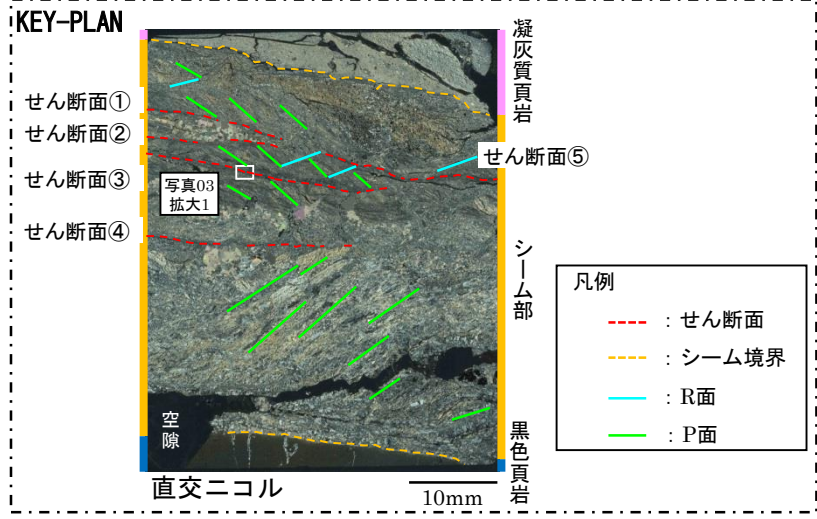 KEY-PLAN
せん断面①
せん断面②
せん断面③
せん断面④
せん断面⑤
写真03
拡大1
凝灰質頁岩
シーム部
黒色頁岩
空隙
直交ニコル
10mm
凡例
：せん断面
：シーム境界
：R面
：P面